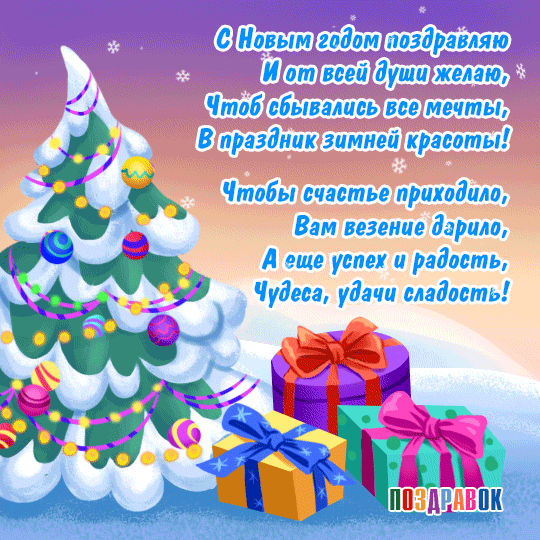 С Новым годом поздравляю
И от всей души желаю,
Чтоб сбывались все мечты,
В праздник зимней красоты!
Чтобы счастье приходило,
Вам везение дарило,
А еще успех и радость,
Чудеса, удачи сладость!
ПОЗДРАВОК